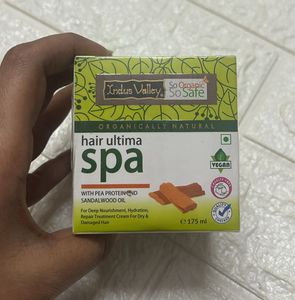 Indus Valley
So Organic
So Safe
ORGANICALLY NATURAL
hair ultima
spa
VEGAN
WITH PEA PROTEIN AND
SANDALWOOD OIL
For Deep Nourishment, Hydration,
Repair Treatment Cream For Dry &
Damaged Hair
e 175 ml